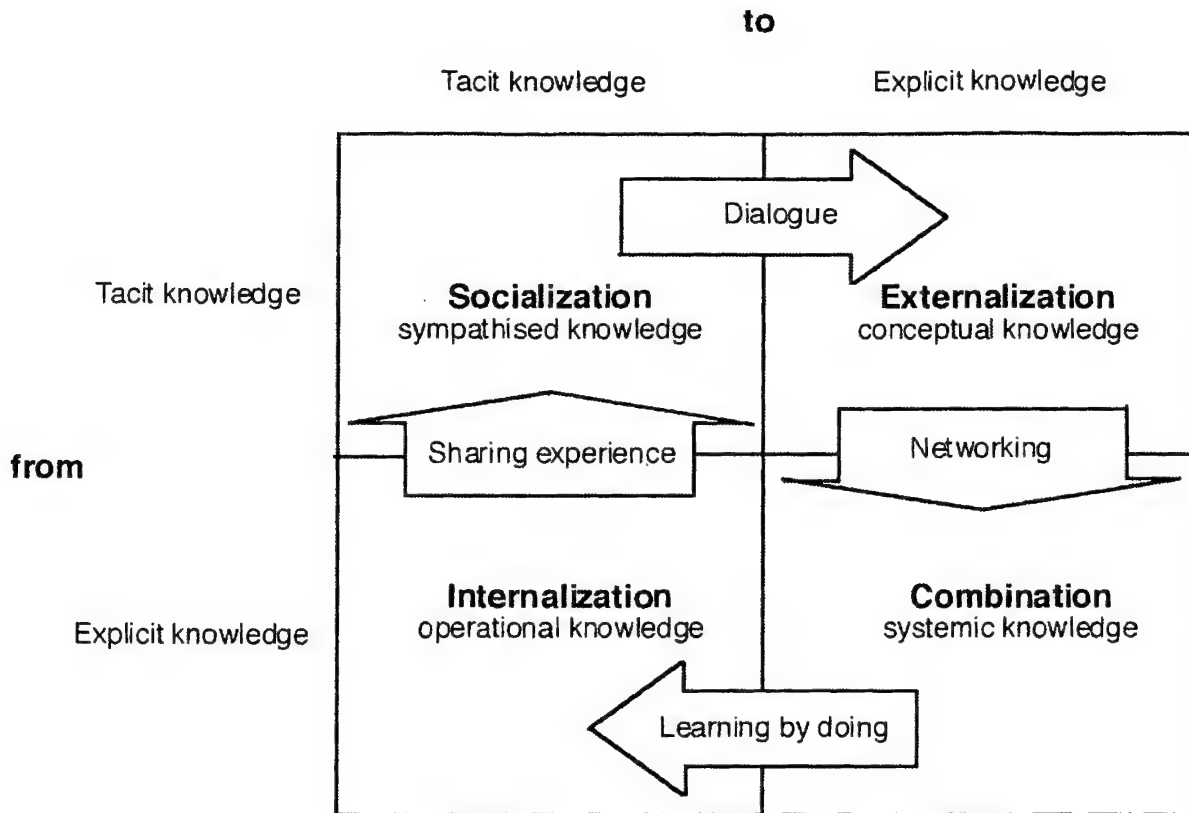 to
Tacit knowledge
Explicit knowledge
Dialogue
Tacit knowledge
Socialization
sympathised knowledge
Externalization
conceptual knowledge
from
Sharing experience
Networking
Explicit knowledge
Internalization
operational knowledge
Combination
systemic knowledge
Learning by doing